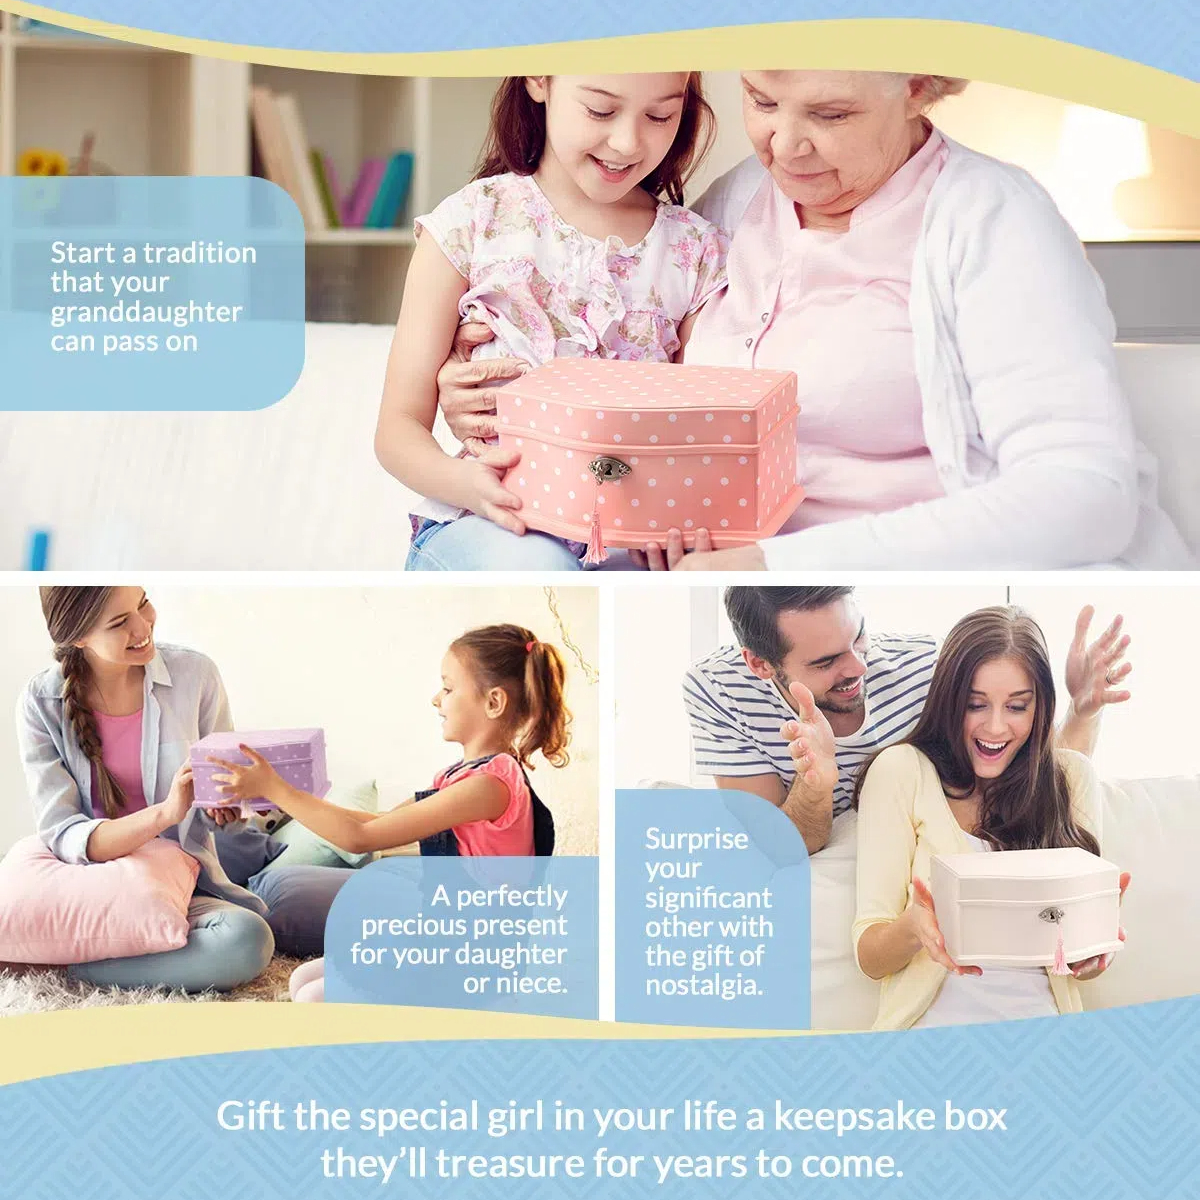 Start a tradition
that your
granddaughter
can pass on
A perfectly
precious present
for your daughter
or niece.
Surprise
your
significant
other with
the gift of
nostalgia.
Gift the special girl in your life a keepsake box
they'll treasure for years to come.